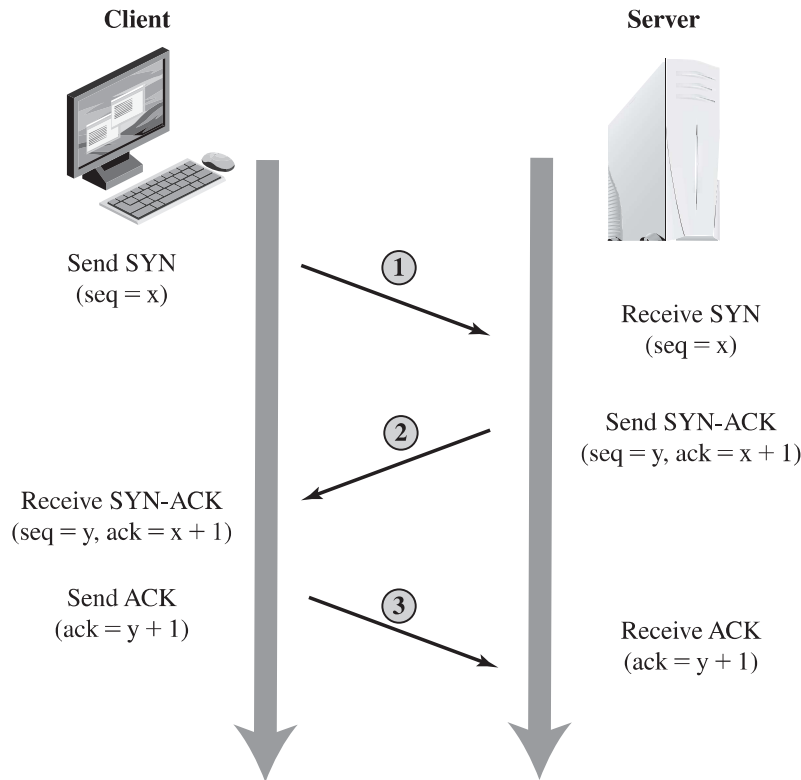 Client
Server
Send SYN
(seq = x)
1
Receive SYN
(seq = x)
2
Send SYN-ACK
(seq = y, ack = x + 1)
Receive SYN-ACK
(seq = y, ack = x + 1)
Send ACK
(ack = y + 1)
3
Receive ACK
(ack = y + 1)